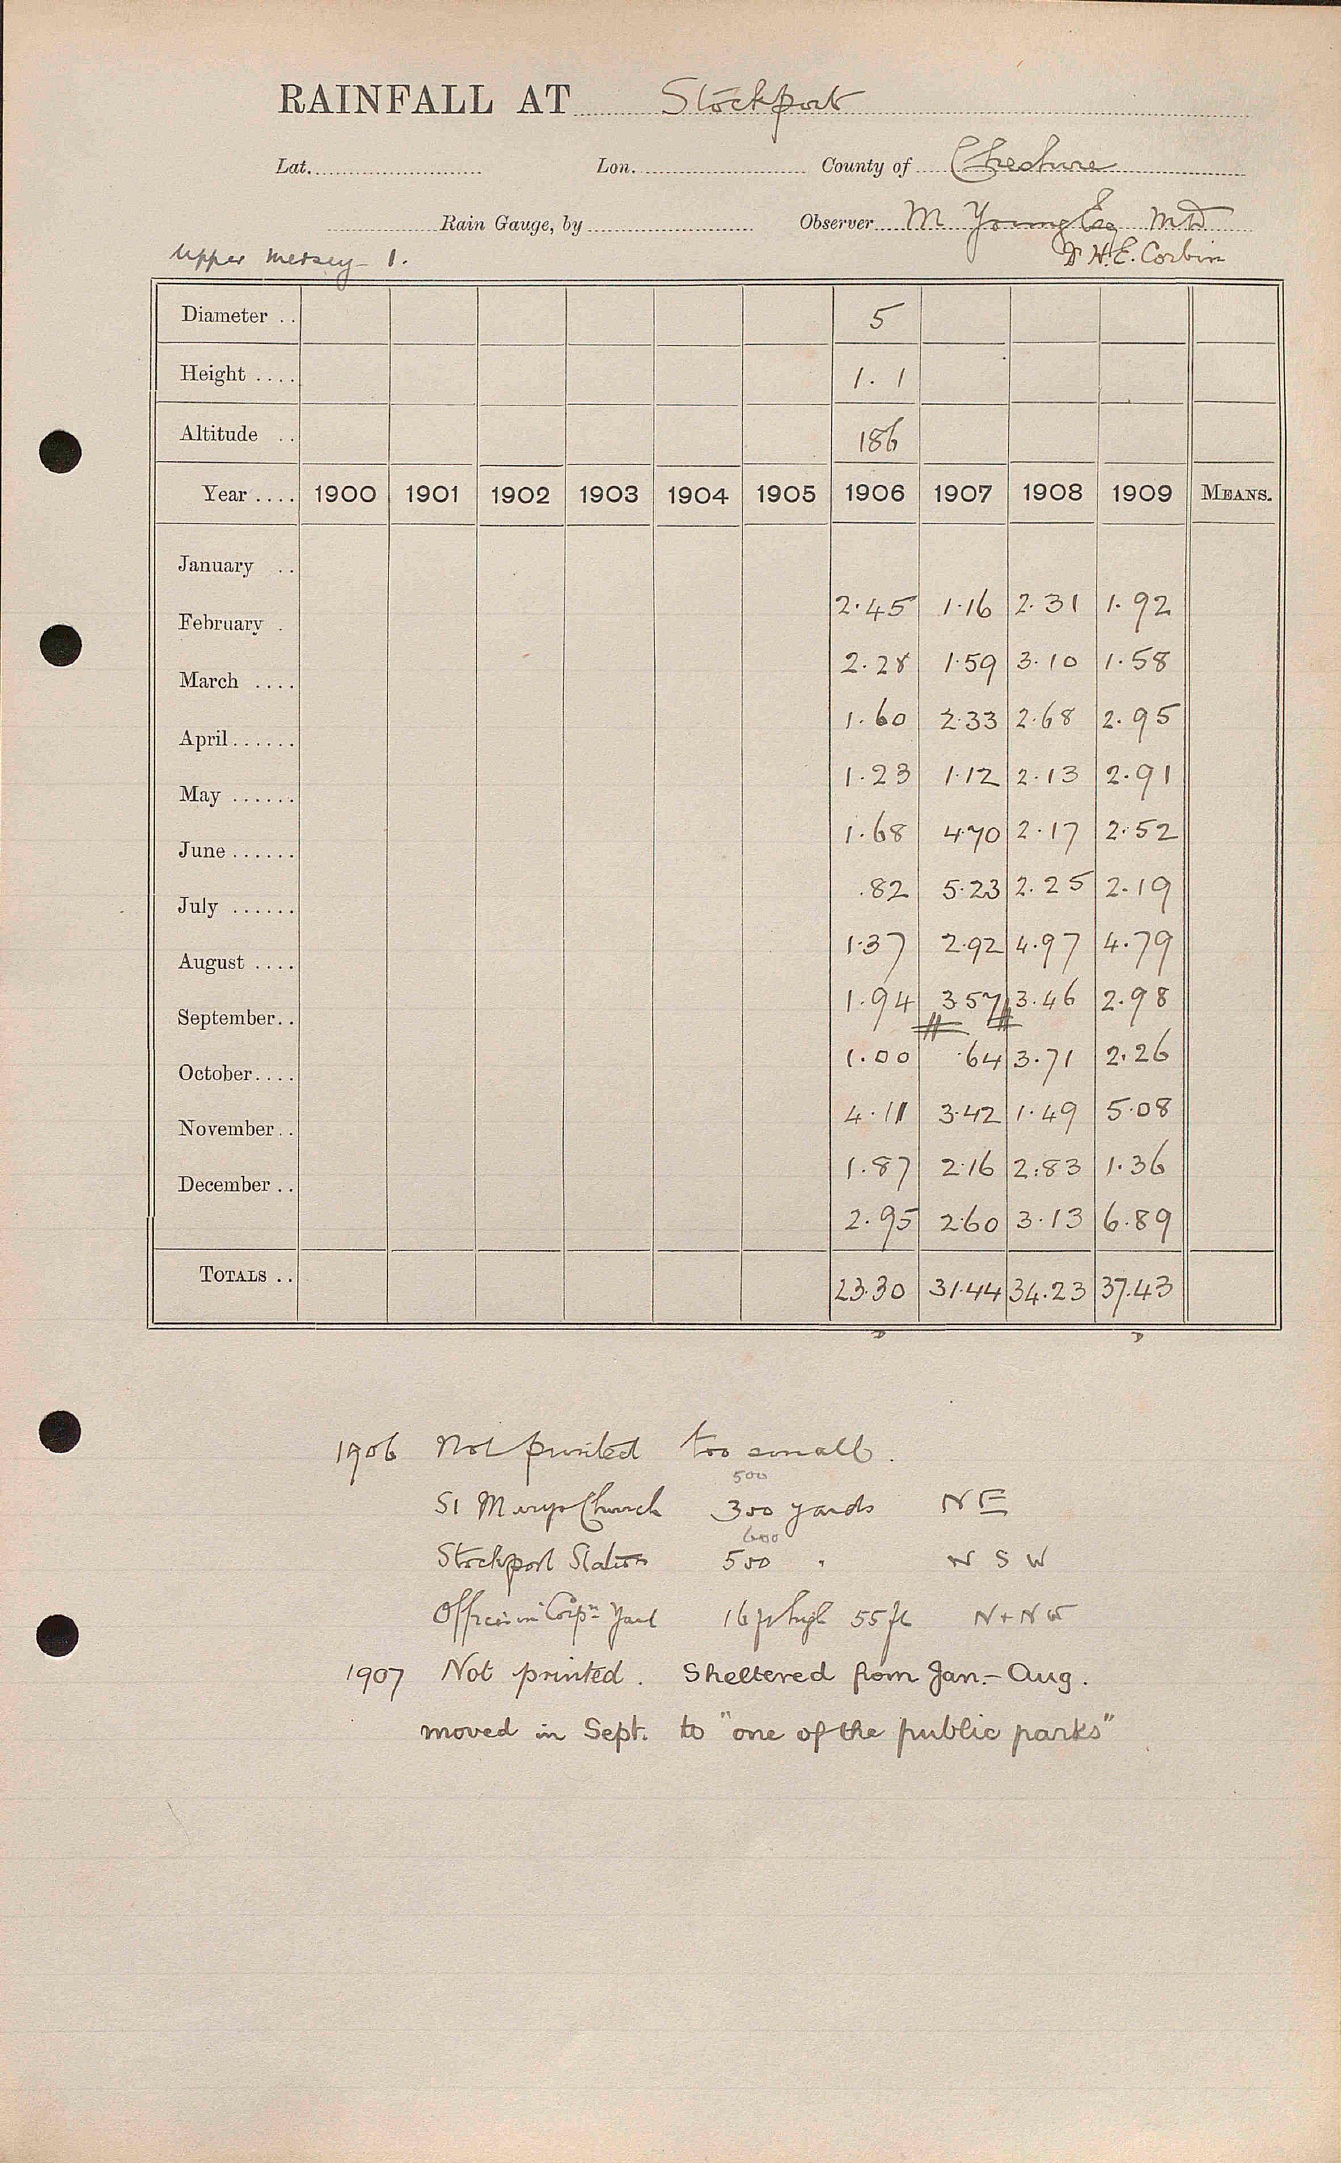 RAINFALL AT Stockport
Lat. Lon. County of Cheshire
Rain Gauge, by Observer M Young Esq MD
Upper Mersey 1. Dr H.E. Corbin
Diameter .. 5
Height .... 1.1
Altitude .. 186
Year .... 1900 1901 1902 1903 1904 1905 1906 1907 1908 1909 MEANS.
January .. 2.45 1.16 2.31 1.92
February . 2.28 1.59 3.10 1.58
March .... 1.60 2.33 2.68 2.95
April...... 1.23 1.12 2.13 2.91
May ...... 1.68 4.70 2.17 2.52
June...... .82 5.23 2.25 2.19
July ...... 1.37 2.92 4.97 4.79
August .... 1.94 3.57 3.46 2.98
September.. 1.00 .64 3.71 2.26
October.... 4.11 3.42 1.49 5.08
November.. 1.87 2.16 2.83 1.36
December .. 2.95 2.60 3.13 6.89
TOTALS .. 23.30 31.44 34.23 37.43
D D
1906 Not printed too small.
500
St Marys Church 300 yards NE
600
Stockport Station 500 " N S W
Offices in Corpn Yard 16 ft high 55 ft N + NW
1907 Not printed. Sheltered from Jan.-Aug.
moved in Sept. to "one of the public parks"